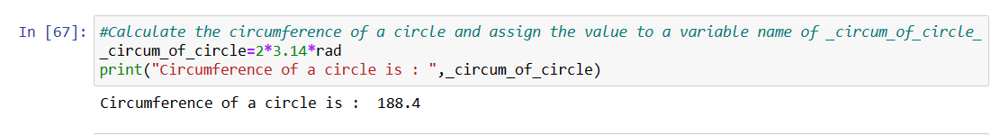 In [67]: #Calculate the circumference of a circle and assign the value to a variable name of _circum_of_circle_
_circum_of_circle=2*3.14*rad
print("Circumference of a circle is : ",_circum_of_circle)
Circumference of a circle is :  188.4